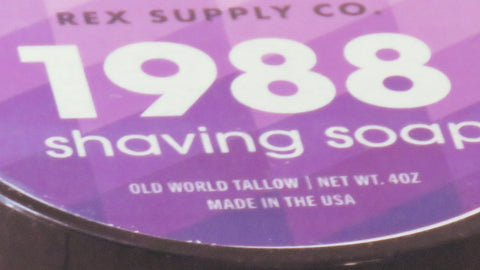 REX SUPPLY CO.
1988
shaving soap
OLD WORLD TALLOW | NET WT. 4OZ
MADE IN THE USA